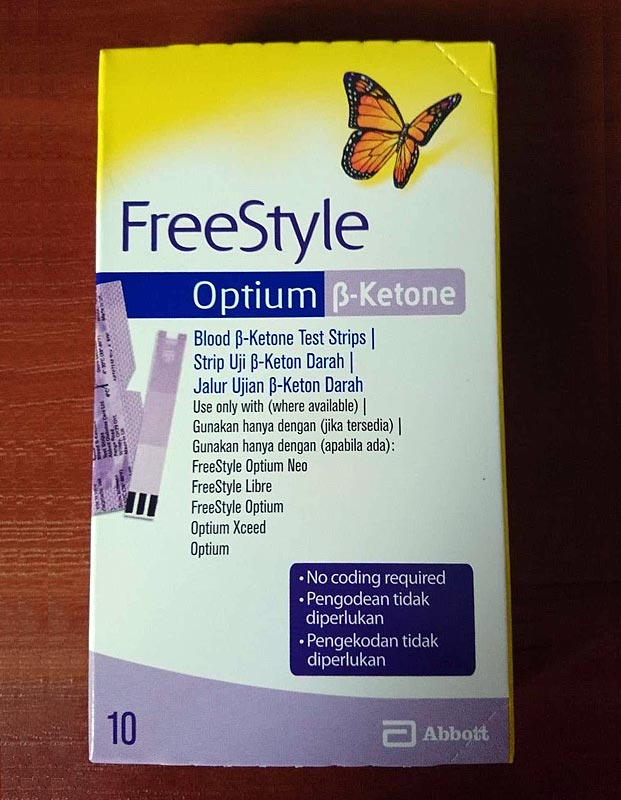 FreeStyle
Optium β-Ketone
Blood β-Ketone Test Strips |
Strip Uji β-Keton Darah |
Jalur Ujian β-Keton Darah
Use only with (where available) |
Gunakan hanya dengan (jika tersedia) |
Gunakan hanya dengan (apabila ada):
FreeStyle Optium Neo
FreeStyle Libre
FreeStyle Optium
Optium Xceed
Optium
• No coding required
• Pengodean tidak
diperlukan
• Pengekodan tidak
diperlukan
10
Abbott